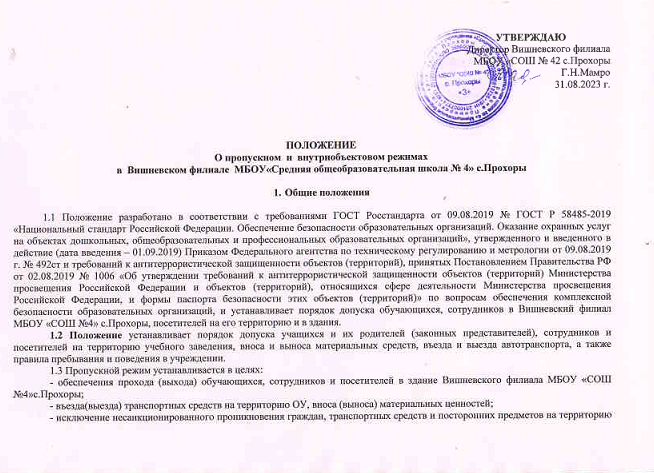 УТВЕРЖДАЮ
Директор Вишневского филиала
МБОУ «СОШ № 42 с.Прохоры
Г.Н.Мамро
31.08.2023 г.
МБОУ "СОШ № 4"
с. Прохоры
«3»
ПОЛОЖЕНИЕ
О пропускном и внутриобъектовом режимах
в Вишневском филиале МБОУ«Средняя общеобразовательная школа № 4» с.Прохоры
1. Общие положения
1.1 Положение разработано в соответствии с требованиями ГОСТ Росстандарта от 09.08.2019 № ГОСТ Р 58485-2019
«Национальный стандарт Российской Федерации. Обеспечение безопасности образовательных организаций. Оказание охранных услуг
на объектах дошкольных, общеобразовательных и профессиональных образовательных организаций», утвержденного и введенного в
действие (дата введения – 01.09.2019) Приказом Федерального агентства по техническому регулированию и метрологии от 09.08.2019
г. № 492ст и требований к антитеррористической защищенности объектов (территорий), принятых Постановлением Правительства РФ
от 02.08.2019 № 1006 «Об утверждении требований к антитеррористической защищенности объектов (территорий) Министерства
просвещения Российской Федерации и объектов (территорий), относящихся сфере деятельности Министерства просвещения
Российской Федерации, и формы паспорта безопасности этих объектов (территорий)» по вопросам обеспечения комплексной
безопасности образовательных организаций, и устанавливает порядок допуска обучающихся, сотрудников в Вишневский филиал
МБОУ «СОШ №4» с.Прохоры, посетителей на его территорию и в здания.
1.2 Положение устанавливает порядок допуска учащихся и их родителей (законных представителей), сотрудников и
посетителей на территорию учебного заведения, вноса и выноса материальных средств, въезда и выезда автотранспорта, а также
правила пребывания и поведения в учреждении.
1.3 Пропускной режим устанавливается в целях:
- обеспечения прохода (выхода) обучающихся, сотрудников и посетителей в здание Вишневского филиала МБОУ «СОШ
№4»с.Прохоры;
- въезда(выезда) транспортных средств на территорию ОУ, вноса (выноса) материальных ценностей;
- исключение несанкционированного проникновения граждан, транспортных средств и посторонних предметов на территорию